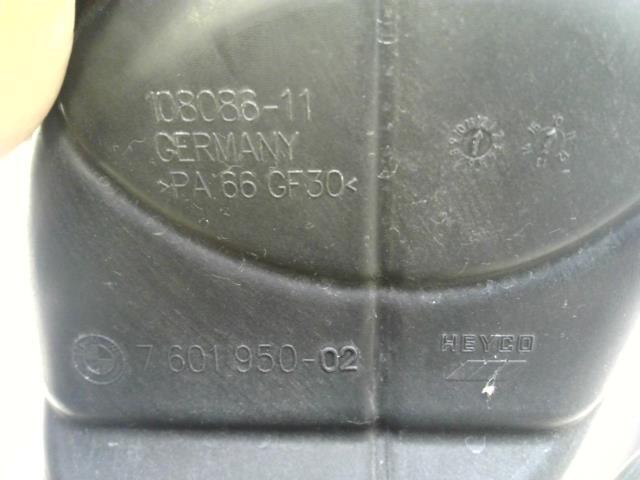 108086-11
GERMANY
>PA 66 GF30<
7 601 950-02
HEYCO